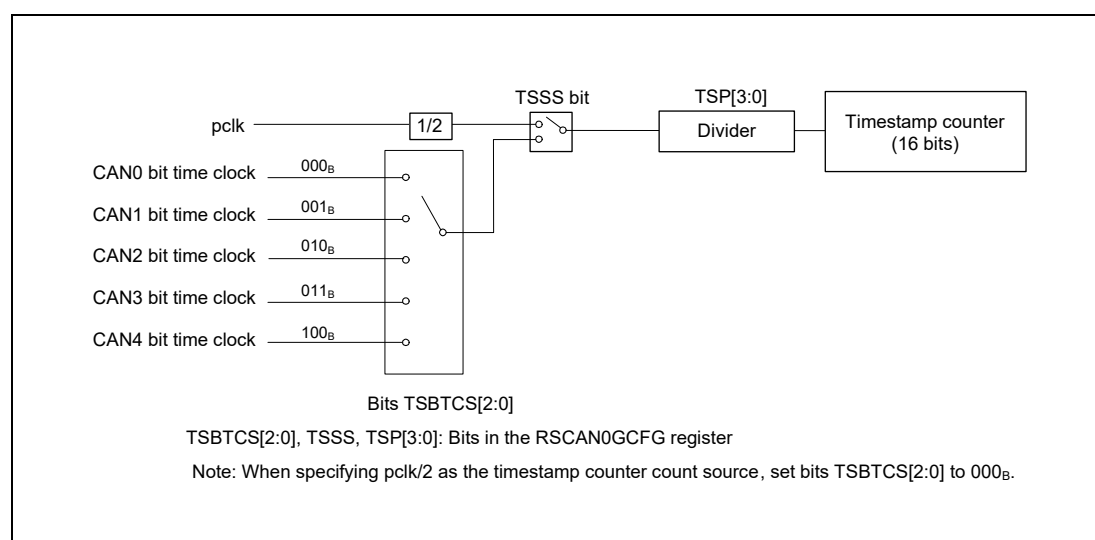 TSSS bit
TSP[3:0]
pclk
1/2
Divider
Timestamp counter
(16 bits)
CAN0 bit time clock
000B
CAN1 bit time clock
001B
CAN2 bit time clock
010B
CAN3 bit time clock
011B
CAN4 bit time clock
100B
Bits TSBTCS[2:0]
TSBTCS[2:0], TSSS, TSP[3:0]: Bits in the RSCAN0GCFG register
Note: When specifying pclk/2 as the timestamp counter count source, set bits TSBTCS[2:0] to 000B.